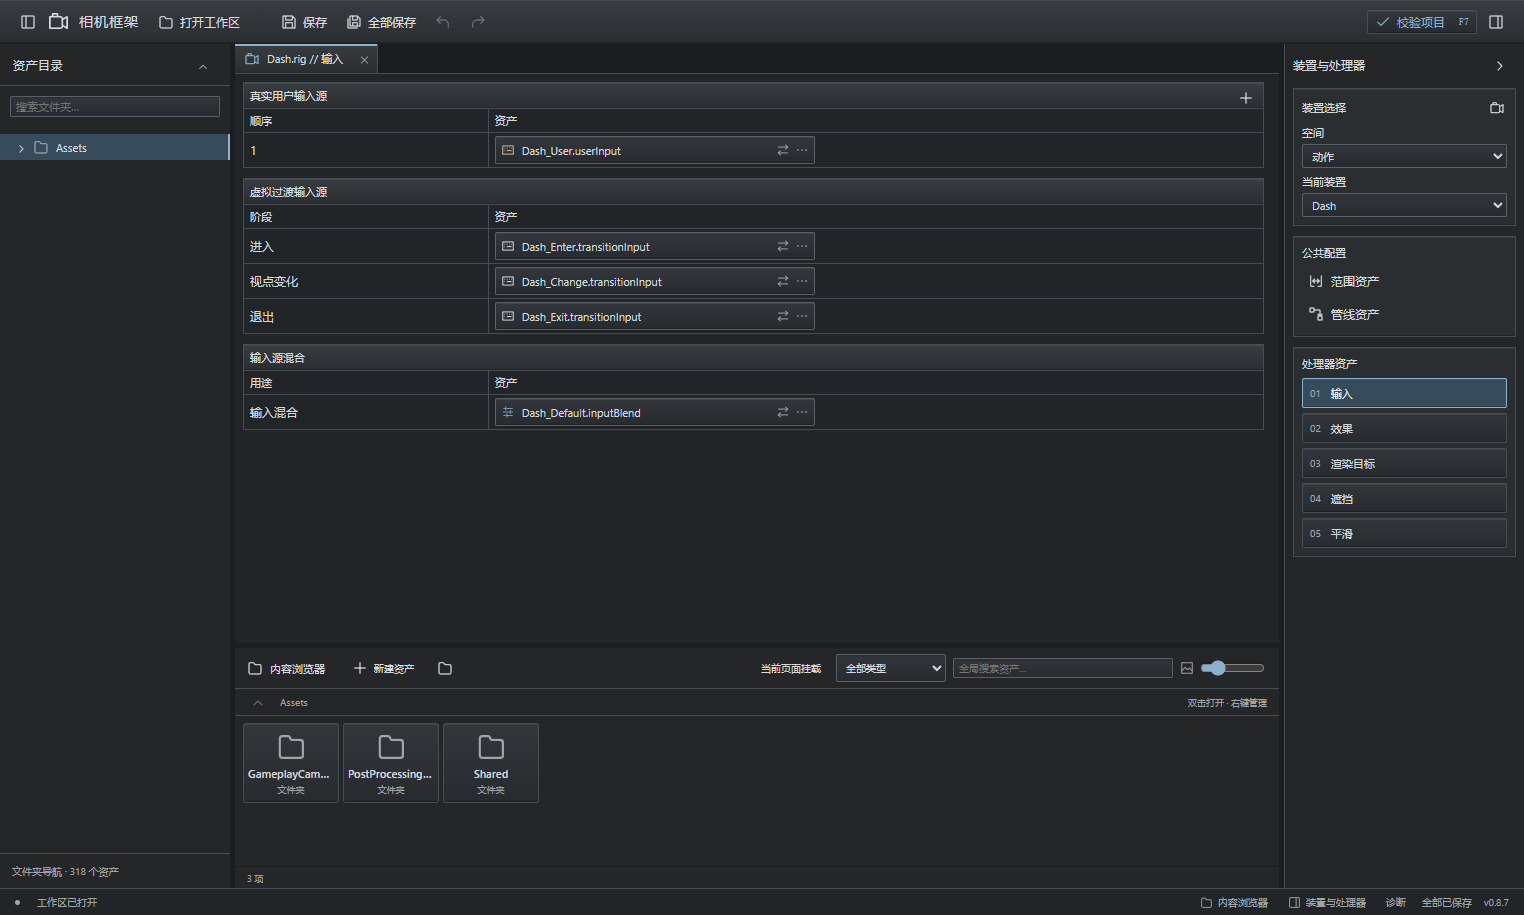 相机框架 打开工作区 保存 全部保存 校验项目 F7
资产目录
搜索文件夹...
Assets
文件夹导航 · 318 个资产
Dash.rig // 输入
真实用户输入源
顺序 资产
1 Dash_User.userInput
虚拟过渡输入源
阶段 资产
进入 Dash_Enter.transitionInput
视点变化 Dash_Change.transitionInput
退出 Dash_Exit.transitionInput
输入源混合
用途 资产
输入混合 Dash_Default.inputBlend
内容浏览器 新建资产 当前页面挂载 全部类型 全局搜索资产...
Assets 双击打开 · 右键管理
GameplayCam... PostProcessing... Shared
文件夹 文件夹 文件夹
3 项
装置与处理器
装置选择
空间
动作
当前装置
Dash
公共配置
范围资产
管线资产
处理器资产
01 输入
02 效果
03 渲染目标
04 遮挡
05 平滑
工作区已打开 内容浏览器 装置与处理器 诊断 全部已保存 v0.8.7